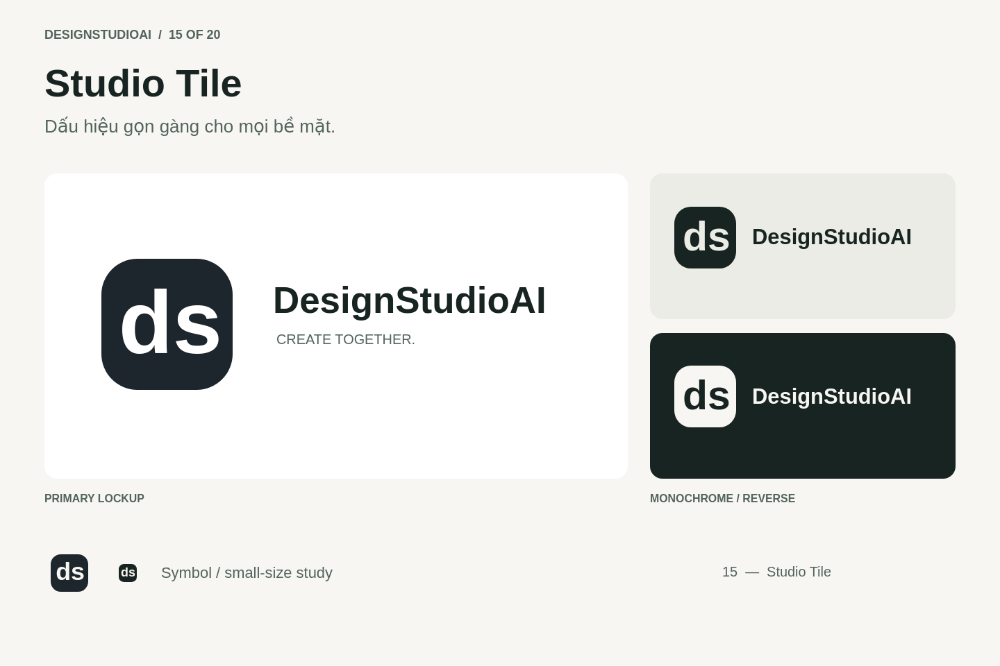 DESIGNSTUDIOAI / 15 OF 20
Studio Tile
Dấu hiệu gọn gàng cho mọi bề mặt.
ds
DesignStudioAI
CREATE TOGETHER.
ds
DesignStudioAI
ds
DesignStudioAI
PRIMARY LOCKUP
MONOCHROME / REVERSE
ds
ds
Symbol / small-size study
15 — Studio Tile